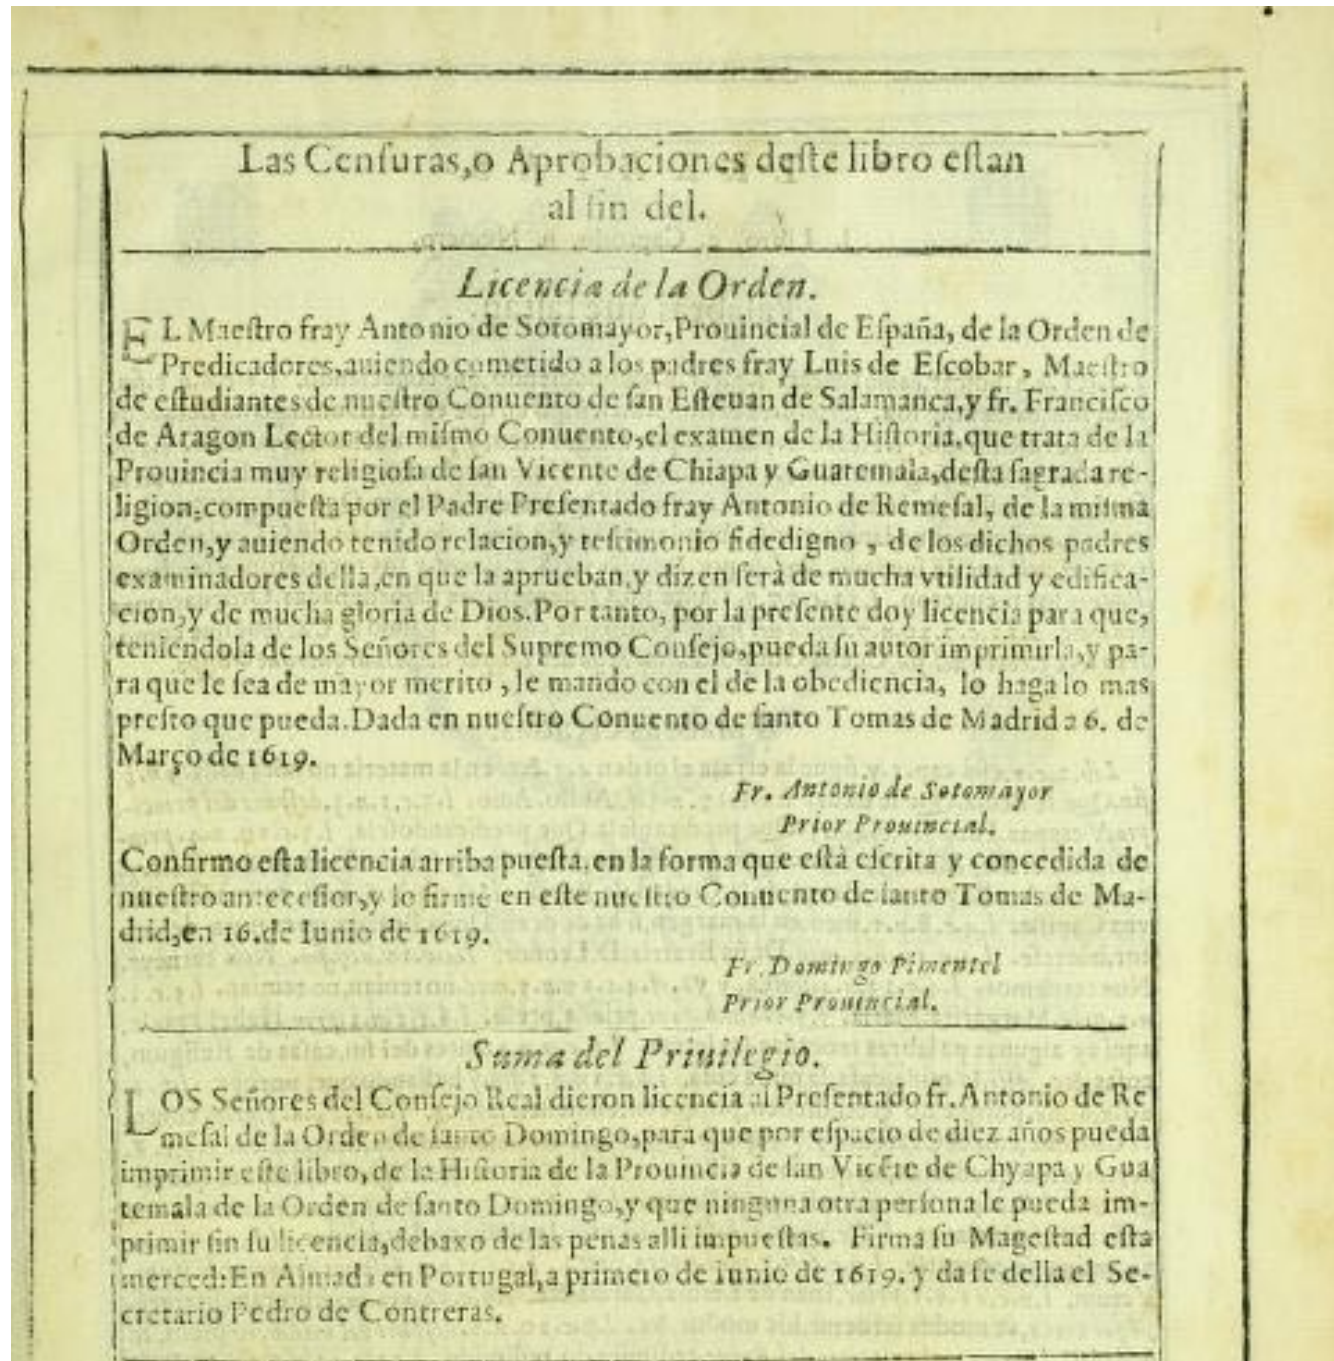 Las Cenſuras,o Aprobaciones deſte libro eſtan
al fin del.
Licencia de la Orden.
EL Maeſtro fray Antonio de Sotomayor,Prouincial de Eſpaña, de la Orden de
Predicadores,auiendo cometido a los padres fray Luis de Eſcobar, Maeſtro
de eſtudiantes de nueſtro Conuento de ſan Eſteuan de Salamanca,y fr. Franciſco
de Aragon Lector del miſmo Conuento,el examen de la Hiſtoria,que trata de la
Prouincia muy religioſa de ſan Vicente de Chiapa y Guatemala,deſta ſagrada re-
ligion,compueſta por el Padre Preſentado fray Antonio de Remeſal, de la miſma
Orden,y auiendo tenido relacion,y teſtimonio fidedigno , de los dichos padres
examinadores della,en que la aprueban,y dizen ſerà de mucha vtilidad y edifica-
cion,y de mucha gloria de Dios.Por tanto, por la preſente doy licencia para que,
teniendola de los Señores del Supremo Conſejo,pueda ſu autor imprimirla,y pa-
ra que le ſea de mayor merito , le mando con el de la obediencia, lo haga lo mas
preſto que pueda.Dada en nueſtro Conuento de ſanto Tomas de Madrid a 6. de
Março de 1619.
Fr. Antonio de Sotomayor
Prior Prouincial.
Confirmo eſta licencia arriba pueſta,en la forma que eſtà eſcrita y concedida de
nueſtro anteceſſor,y lo firme en eſte nueſtro Conuento de ſanto Tomas de Ma-
drid,en 16.de Iunio de 1619.
Fr. Domingo Pimentel
Prior Prouincial.
Suma del Priuilegio.
LOS Señores del Conſejo Real dieron licencia al Preſentado fr.Antonio de Re
meſal de la Orden de ſanto Domingo,para que por eſpacio de diez años pueda
imprimir eſte libro, de la Hiſtoria de la Prouincia de ſan Vicẽte de Chyapa y Gua
temala de la Orden de ſanto Domingo,y que ninguna otra perſona le pueda im-
primir ſin ſu licencia,debaxo de las penas alli impueſtas. Firma ſu Mageſtad eſta
merced:En Almada en Portugal,a primero de iunio de 1619. y da fe della el Se-
cretario Pedro de Contreras.